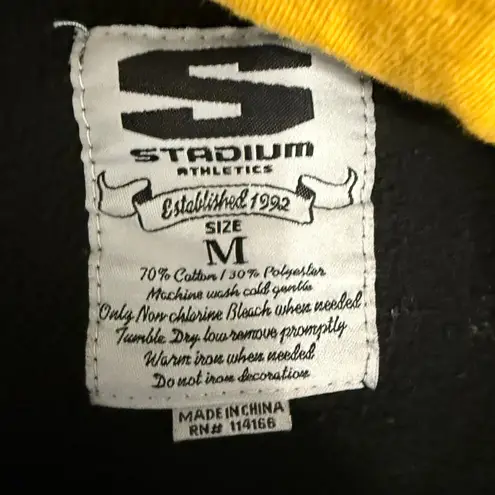 S
STADIUM
ATHLETICS
Established 1992
SIZE
M
70% Cotton / 30% Polyester
Machine wash cold gentle
Only Non chlorine Bleach when needed
Tumble Dry low remove promptly
Warm iron when needed
Do not iron decoration
MADE IN CHINA
RN# 114166